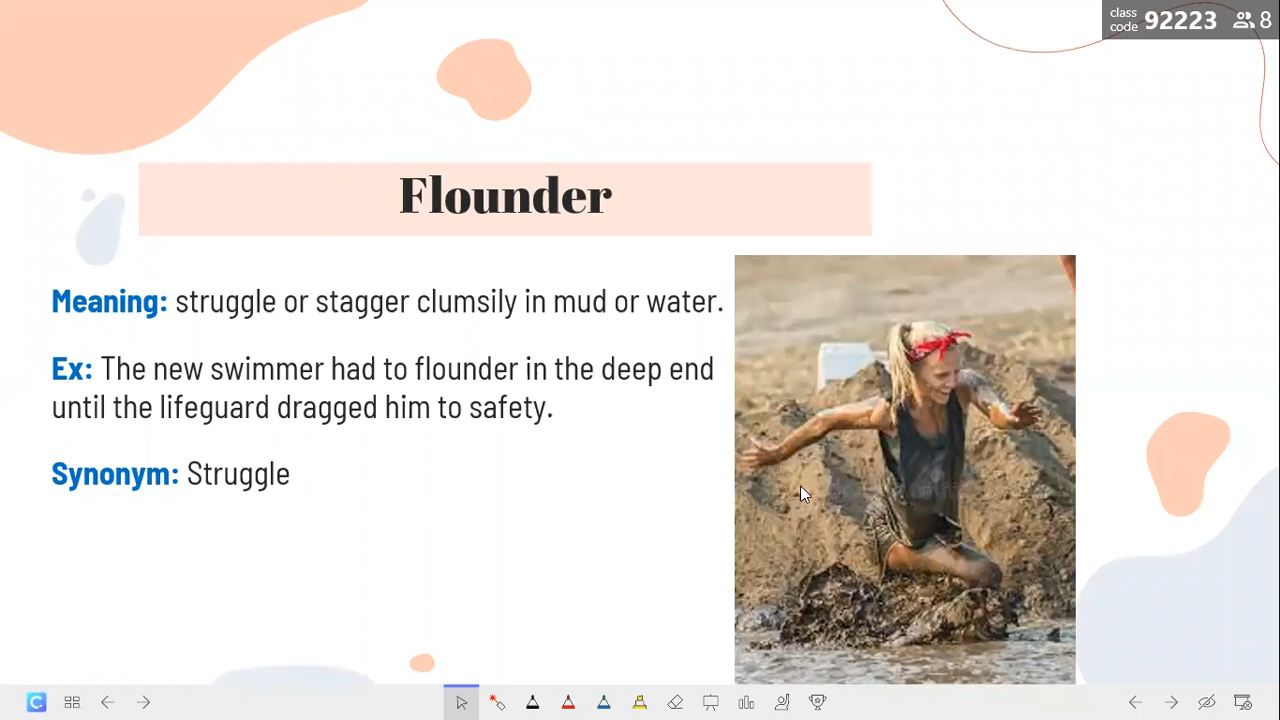 class
code 92223 8
Flounder
Meaning: struggle or stagger clumsily in mud or water.
Ex: The new swimmer had to flounder in the deep end
until the lifeguard dragged him to safety.
Synonym: Struggle